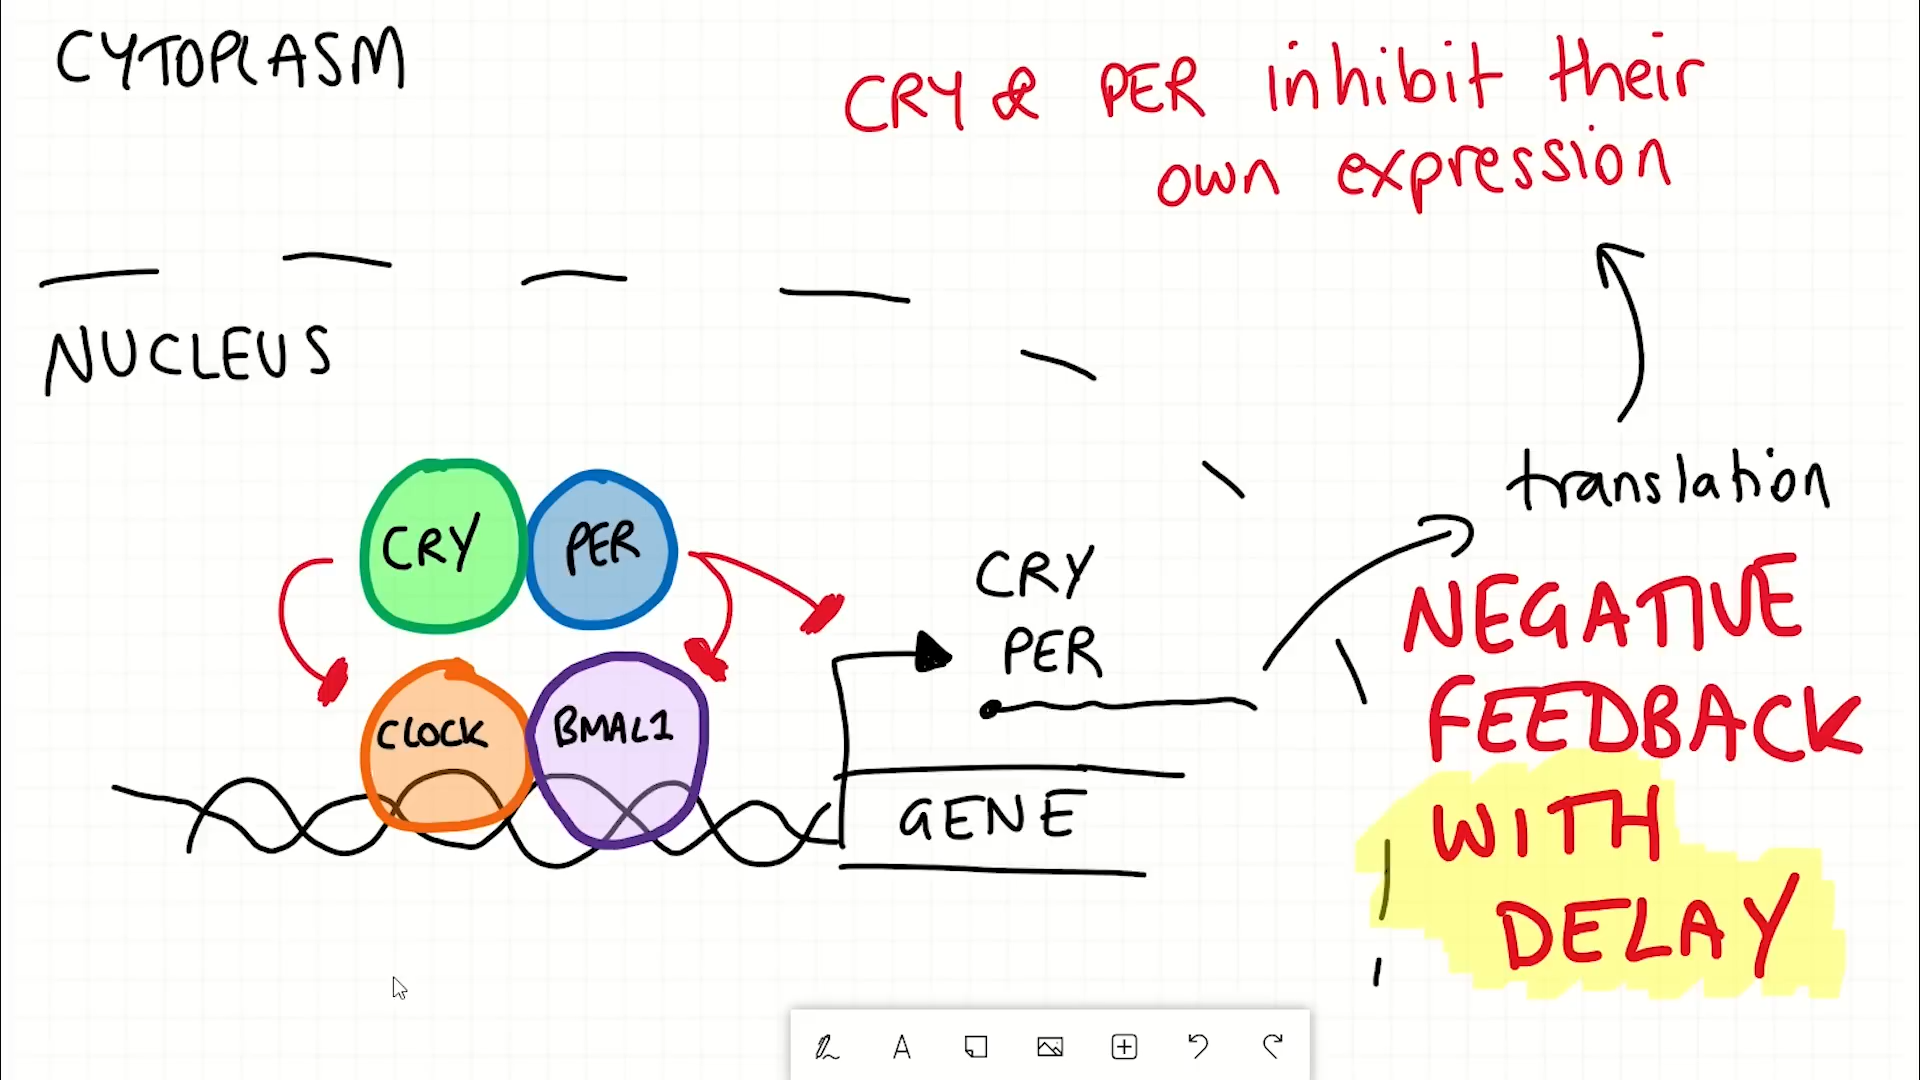 CYTOPLASM
CRY & PER inhibit their
own expression
NUCLEUS
CRY
PER
CLOCK
BMAL1
CRY
PER
GENE
translation
NEGATIVE
FEEDBACK
WITH
DELAY
A